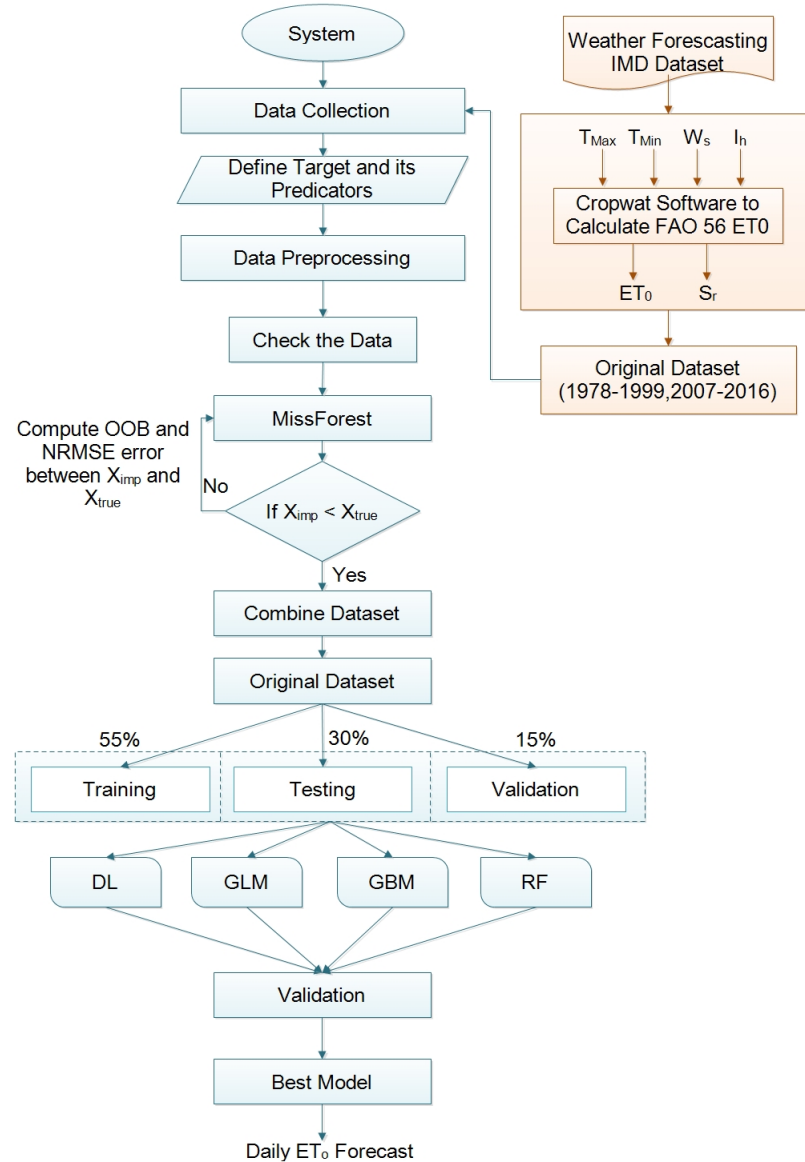 System
Data Collection
Define Target and its
Predicators
Data Preprocessing
Check the Data
MissForest
Compute OOB and
NRMSE error
between Ximp and
Xtrue
No
If Ximp < Xtrue
Yes
Combine Dataset
Original Dataset
55%
30%
15%
Training
Testing
Validation
DL
GLM
GBM
RF
Validation
Best Model
Daily ET₀ Forecast
Weather Forescasting
IMD Dataset
TMax
TMin
Ws
Ih
Cropwat Software to
Calculate FAO 56 ET0
ET₀
Sr
Original Dataset
(1978-1999,2007-2016)